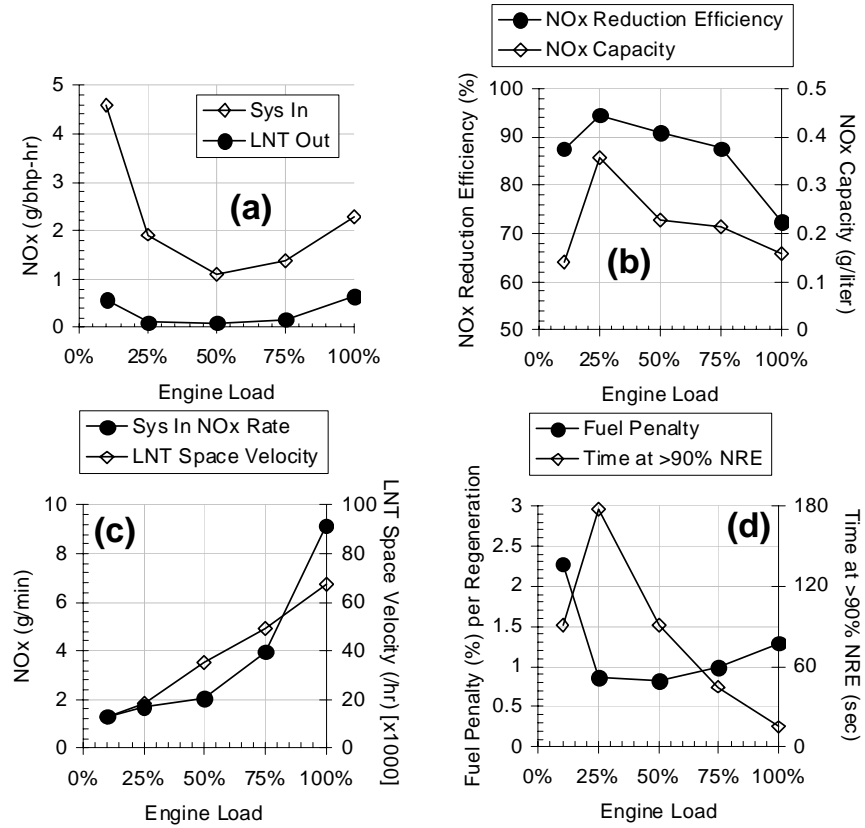 5
4
3
2
1
0
0% 25% 50% 75% 100%
NOx (g/bhp-hr)
Engine Load
Sys In
LNT Out
(a)
NOx Reduction Efficiency
NOx Capacity
100
90
80
70
60
50
0.5
0.4
0.3
0.2
0.1
0
0% 25% 50% 75% 100%
NOx Reduction Efficiency (%)
NOx Capacity (g/liter)
Engine Load
(b)
Sys In NOx Rate
LNT Space Velocity
10
8
6
4
2
0
100
80
60
40
20
0
0% 25% 50% 75% 100%
NOx (g/min)
LNT Space
Velocity (/hr) [x1000]
Engine Load
(c)
Fuel Penalty
Time at >90% NRE
3
2.5
2
1.5
1
0.5
0
180
120
60
0
0% 25% 50% 75% 100%
Fuel Penalty (%) per Regeneration
Time at >90% NRE (sec)
Engine Load
(d)